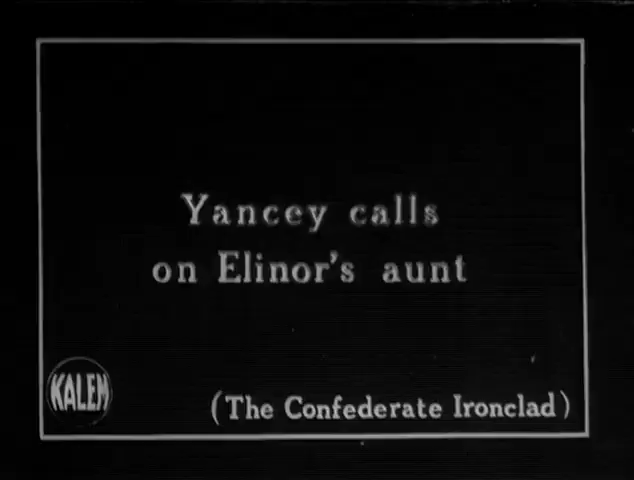 Yancey calls
on Elinor's aunt
KALEM
(The Confederate Ironclad)